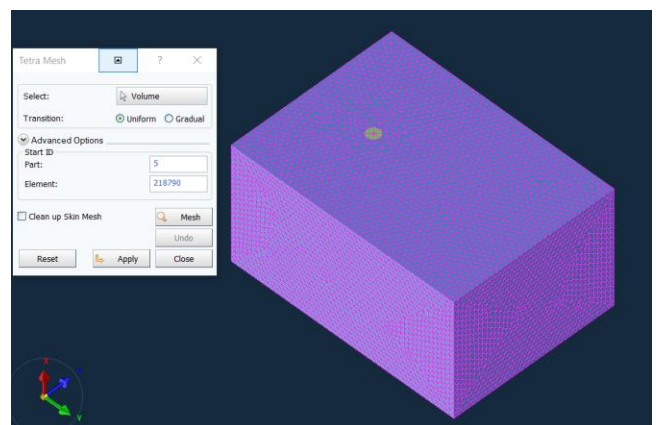 Tetra Mesh ? ×
Select: Volume
Transition: Uniform Gradual
Advanced Options
Start ID
Part: 5
Element: 218790
Clean up Skin Mesh Mesh
Undo
Reset Apply Close
X
Y